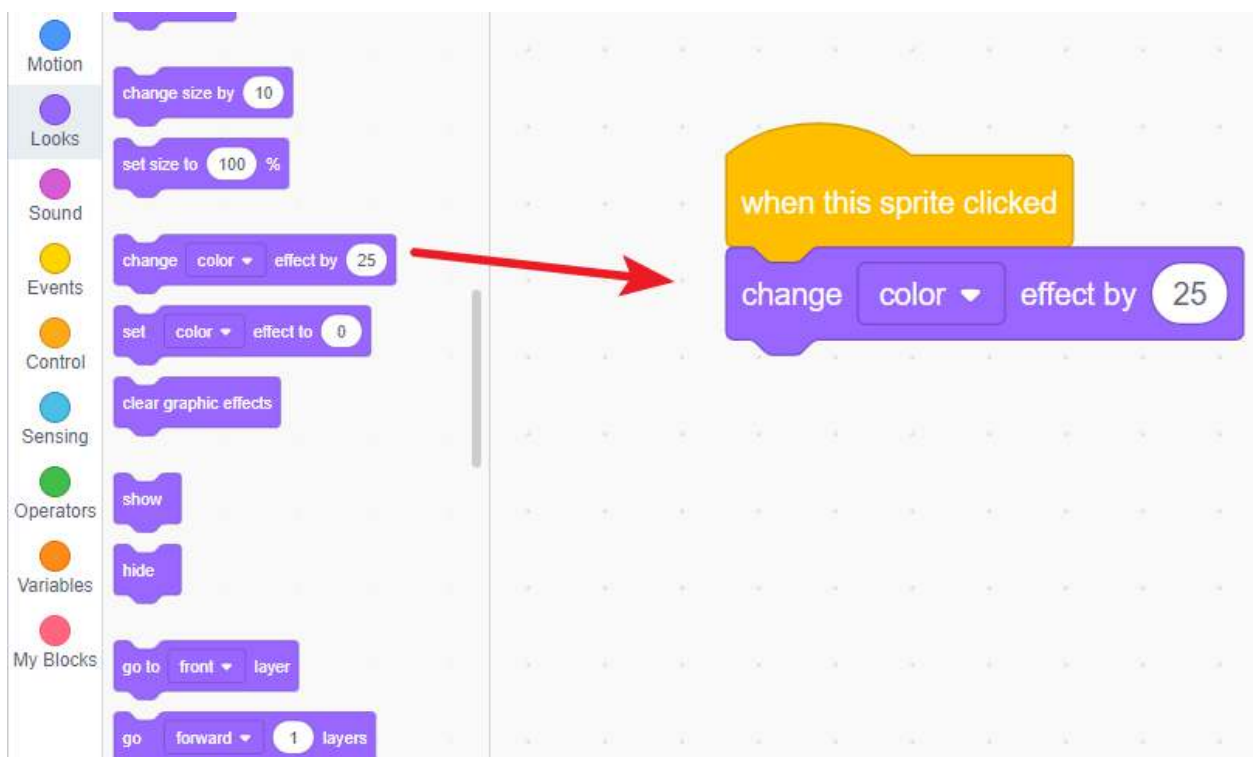 Motion
Looks
Sound
Events
Control
Sensing
Operators
Variables
My Blocks
change size by 10
set size to 100 %
change color effect by 25
set color effect to 0
clear graphic effects
show
hide
go to front layer
go forward 1 layers
when this sprite clicked
change color effect by 25